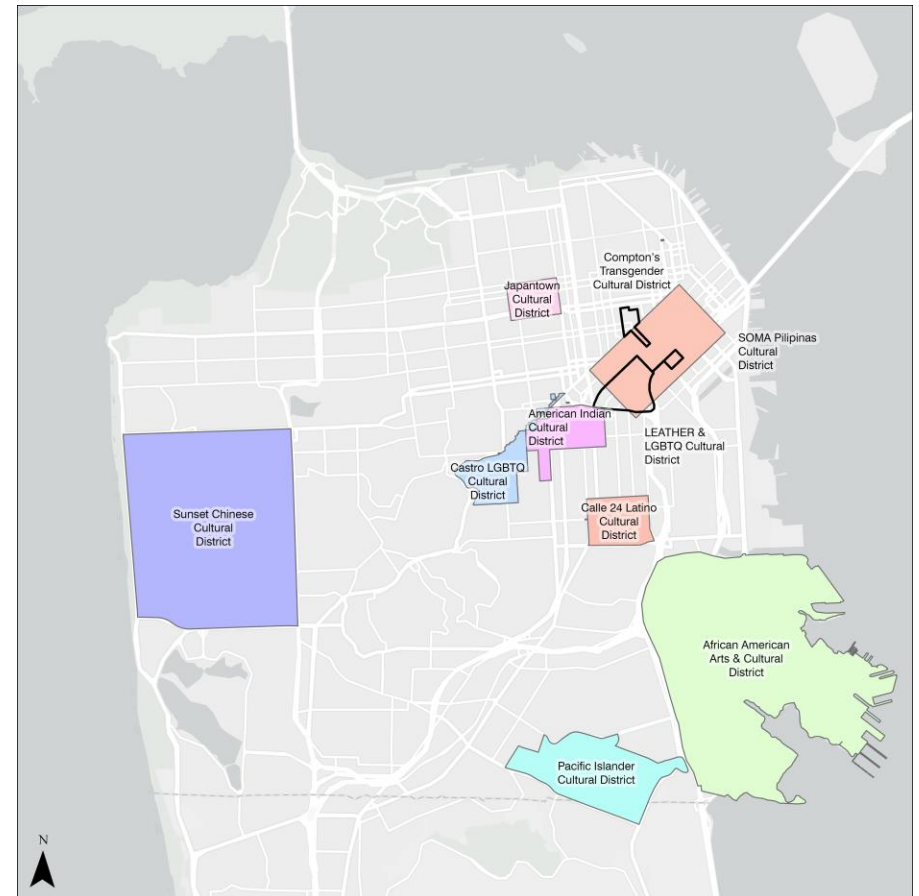 Compton's
Transgender
Cultural District
Japantown
Cultural
District
SOMA Pilipinas
Cultural
District
American Indian
Cultural
District
LEATHER &
LGBTQ Cultural
District
Castro LGBTQ
Cultural
District
Calle 24 Latino
Cultural
District
Sunset Chinese
Cultural
District
African American
Arts & Cultural
District
Pacific Islander
Cultural District
N